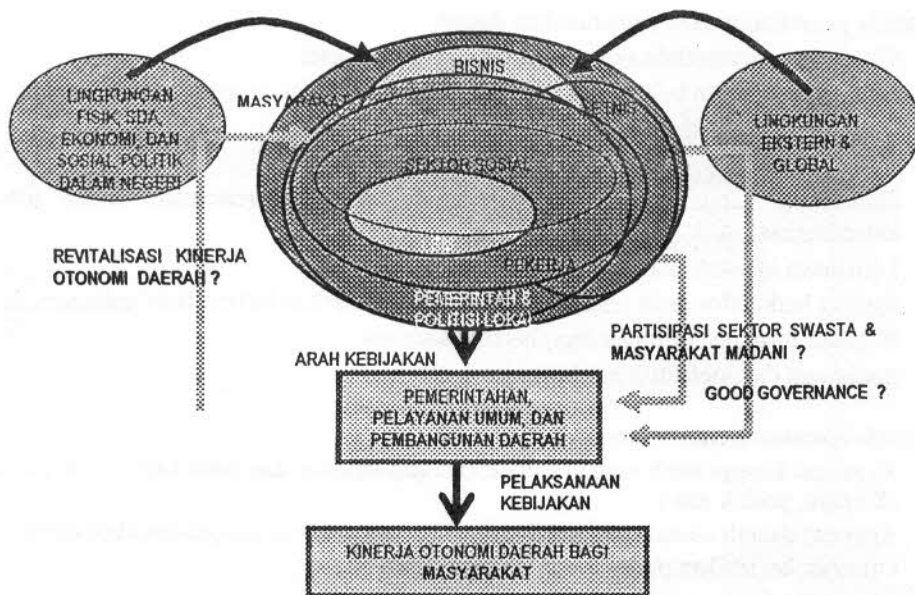 BISNIS
LINGKUNGAN
FISIK, SDA,
EKONOMI, DAN
SOSIAL, POLITIK
DALAM NEGERI
MASYARAKAT
LINGKUNGAN
EKSTERN &
GLOBAL
SEKTOR SOSIAL
REVITALISASI KINERJA
OTONOMI DAERAH ?
PEKERJA
PEMERINTAH &
POLITISI LOKAL
PARTISIPASI SEKTOR SWASTA &
MASYARAKAT MADANI ?
ARAH KEBIJAKAN
GOOD GOVERNANCE ?
PEMERINTAHAN,
PELAYANAN UMUM, DAN
PEMBANGUNAN DAERAH
PELAKSANAAN
KEBIJAKAN
KINERJA OTONOMI DAERAH BAGI
MASYARAKAT